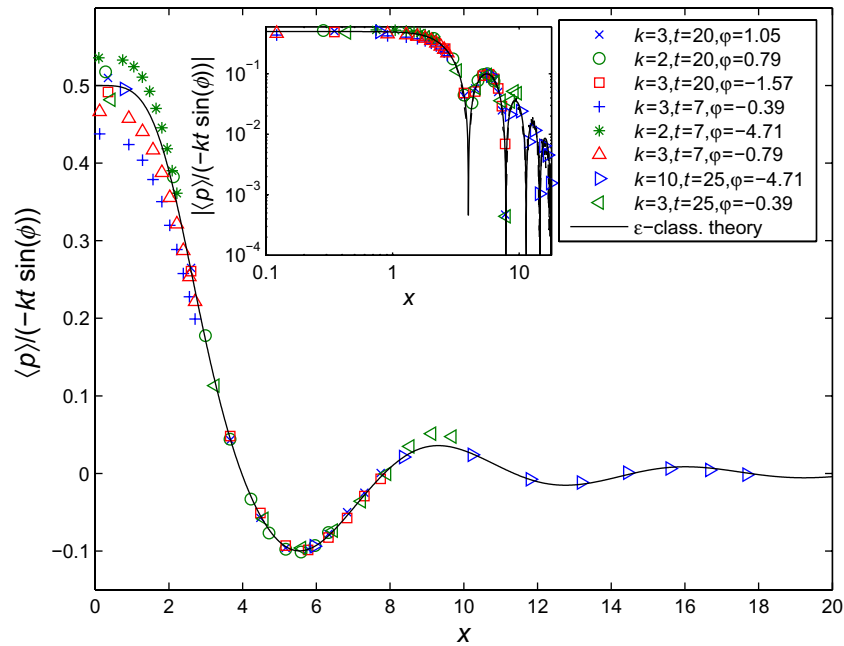 ⟨p⟩/(−kt sin(ϕ))
0.5
0.4
0.3
0.2
0.1
0
−0.1
0 2 4 6 8 10 12 14 16 18 20
x
|⟨p⟩/(−kt sin(ϕ))|
10⁻¹
10⁻²
10⁻³
10⁻⁴
0.1 1 10
x
k=3,t=20,φ=1.05
k=2,t=20,φ=0.79
k=3,t=20,φ=−1.57
k=3,t=7,φ=−0.39
k=2,t=7,φ=−4.71
k=3,t=7,φ=−0.79
k=10,t=25,φ=−4.71
k=3,t=25,φ=−0.39
ε−class. theory